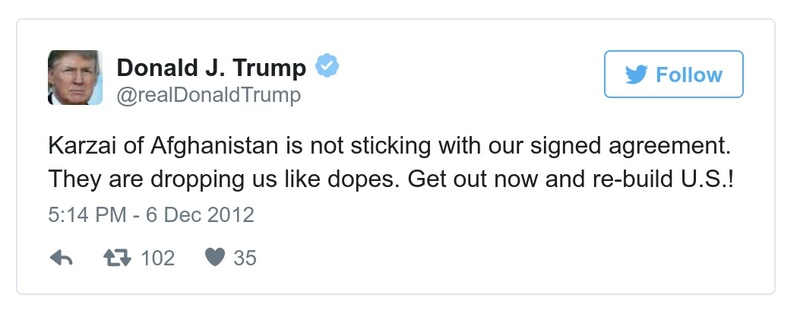 Donald J. Trump
@realDonaldTrump
Follow
Karzai of Afghanistan is not sticking with our signed agreement.
They are dropping us like dopes. Get out now and re-build U.S.!
5:14 PM - 6 Dec 2012
102 35